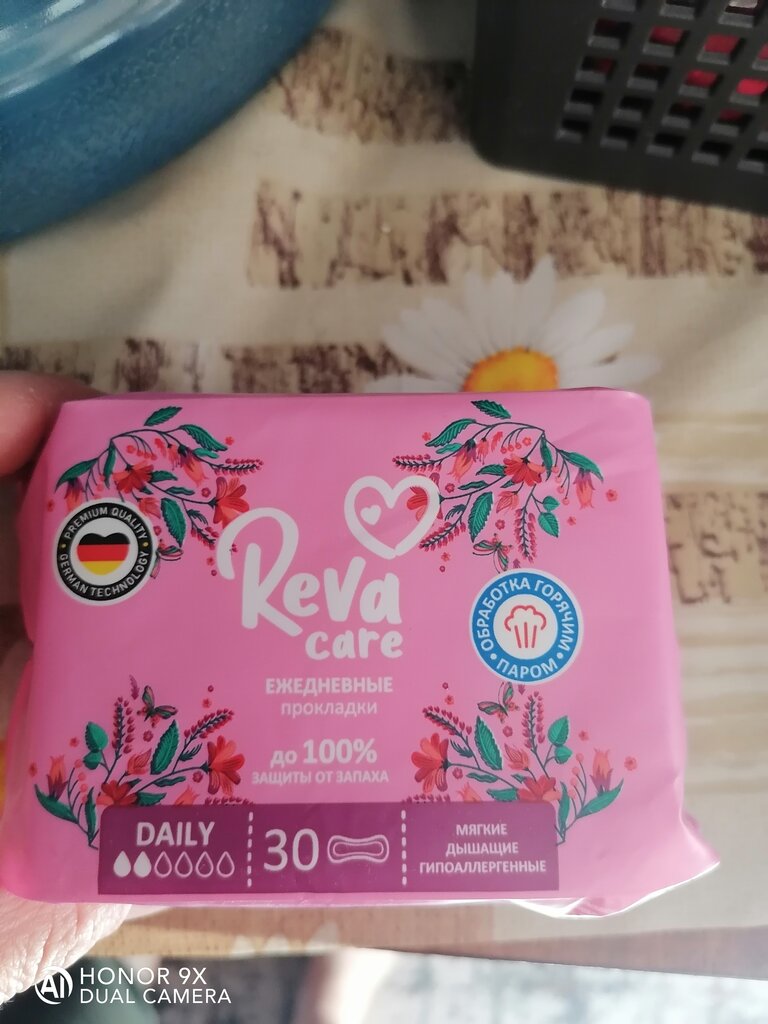 PREMIUM QUALITY
GERMAN TECHNOLOGY
Reva
care
ОБРАБОТКА ГОРЯЧИМ
ПАРОМ
ЕЖЕДНЕВНЫЕ
прокладки
до 100%
ЗАЩИТЫ ОТ ЗАПАХА
DAILY
30
МЯГКИЕ
ДЫШАЩИЕ
ГИПОАЛЛЕРГЕННЫЕ
AI HONOR 9X
DUAL CAMERA